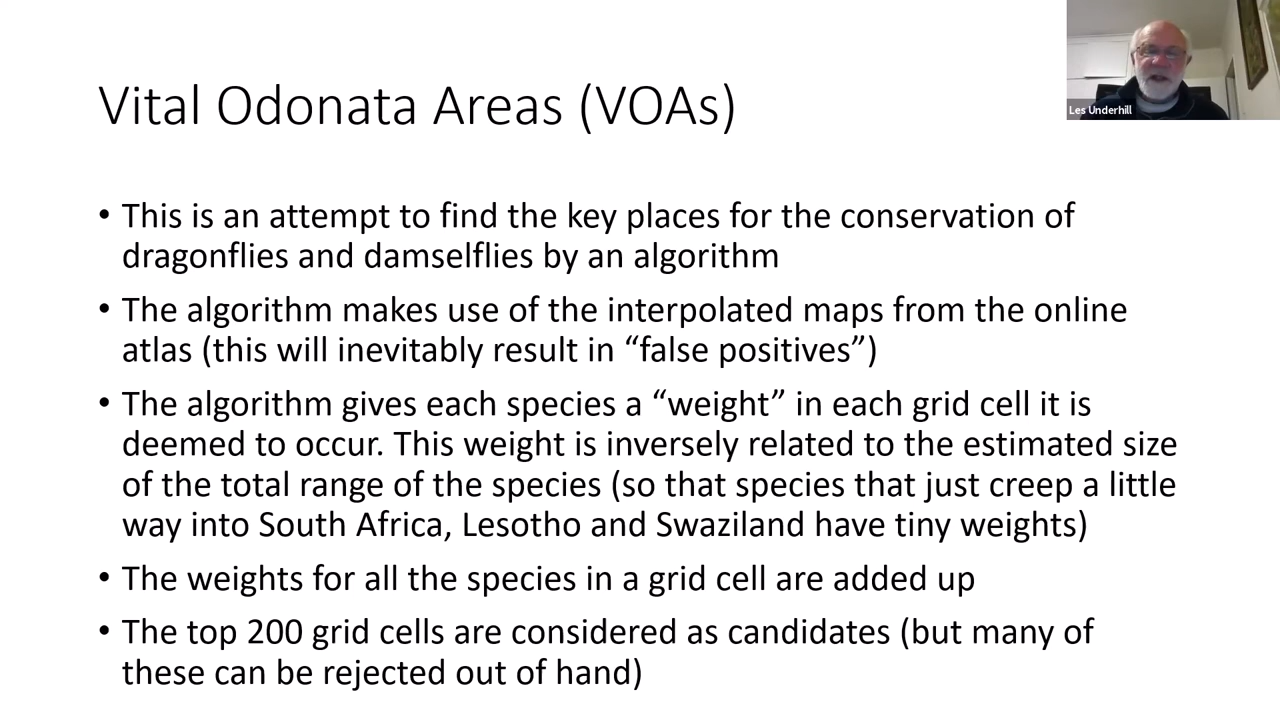 Vital Odonata Areas (VOAs)
Les Underhill
• This is an attempt to find the key places for the conservation of
dragonflies and damselflies by an algorithm
• The algorithm makes use of the interpolated maps from the online
atlas (this will inevitably result in “false positives”)
• The algorithm gives each species a “weight” in each grid cell it is
deemed to occur. This weight is inversely related to the estimated size
of the total range of the species (so that species that just creep a little
way into South Africa, Lesotho and Swaziland have tiny weights)
• The weights for all the species in a grid cell are added up
• The top 200 grid cells are considered as candidates (but many of
these can be rejected out of hand)